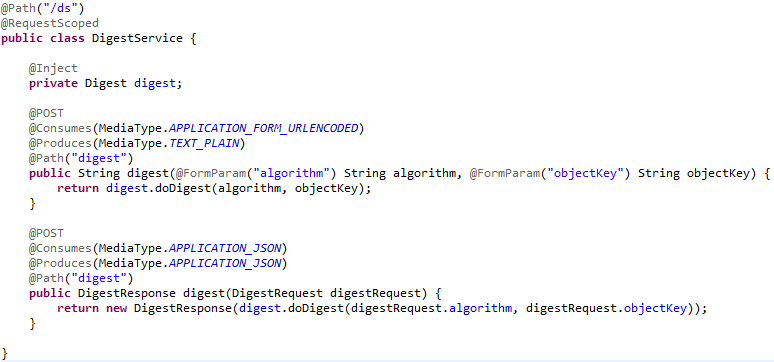 @Path("/ds")
@RequestScoped
public class DigestService {
@Inject
private Digest digest;
@POST
@Consumes(MediaType.APPLICATION_FORM_URLENCODED)
@Produces(MediaType.TEXT_PLAIN)
@Path("digest")
public String digest(@FormParam("algorithm") String algorithm, @FormParam("objectKey") String objectKey) {
return digest.doDigest(algorithm, objectKey);
}
@POST
@Consumes(MediaType.APPLICATION_JSON)
@Produces(MediaType.APPLICATION_JSON)
@Path("digest")
public DigestResponse digest(DigestRequest digestRequest) {
return new DigestResponse(digest.doDigest(digestRequest.algorithm, digestRequest.objectKey));
}
}